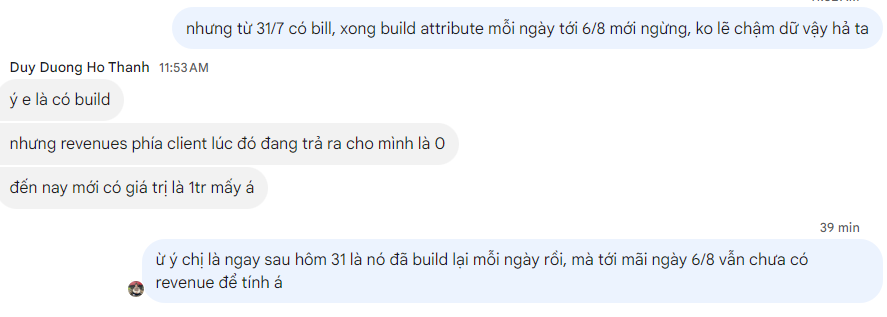 nhưng từ 31/7 có bill, xong build attribute mỗi ngày tới 6/8 mới ngừng, ko lẽ chậm dữ vậy hả ta
Duy Duong Ho Thanh 11:53 AM
ý e là có build
nhưng revenues phía client lúc đó đang trả ra cho mình là 0
đến nay mới có giá trị là 1tr mấy á
39 min
ừ ý chị là ngay sau hôm 31 là nó đã build lại mỗi ngày rồi, mà tới mãi ngày 6/8 vẫn chưa có
revenue để tính á